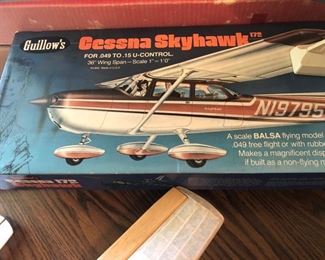 Guillow's
Cessna Skyhawk 172
FOR .049 TO .15 U-CONTROL.
36" Wing Span - Scale 1" - 1'0"
N19795
A scale BALSA flying model
.049 free flight or with rubber
Makes a magnificent disp
if built as a non-flying m
172